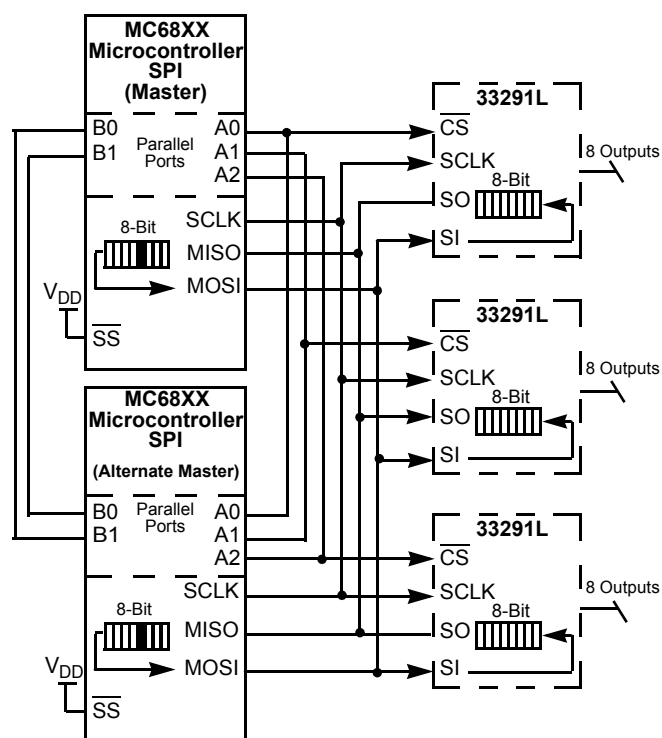 MC68XX
Microcontroller
SPI
(Master)
B0
B1
Parallel
Ports
A0
A1
A2
SCLK
8-Bit
MISO
MOSI
VDD
SS
MC68XX
Microcontroller
SPI
(Alternate Master)
B0
B1
Parallel
Ports
A0
A1
A2
SCLK
8-Bit
MISO
MOSI
VDD
SS
33291L
CS
SCLK
SO
8-Bit
SI
8 Outputs
33291L
CS
SCLK
SO
8-Bit
SI
8 Outputs
33291L
CS
SCLK
SO
8-Bit
SI
8 Outputs